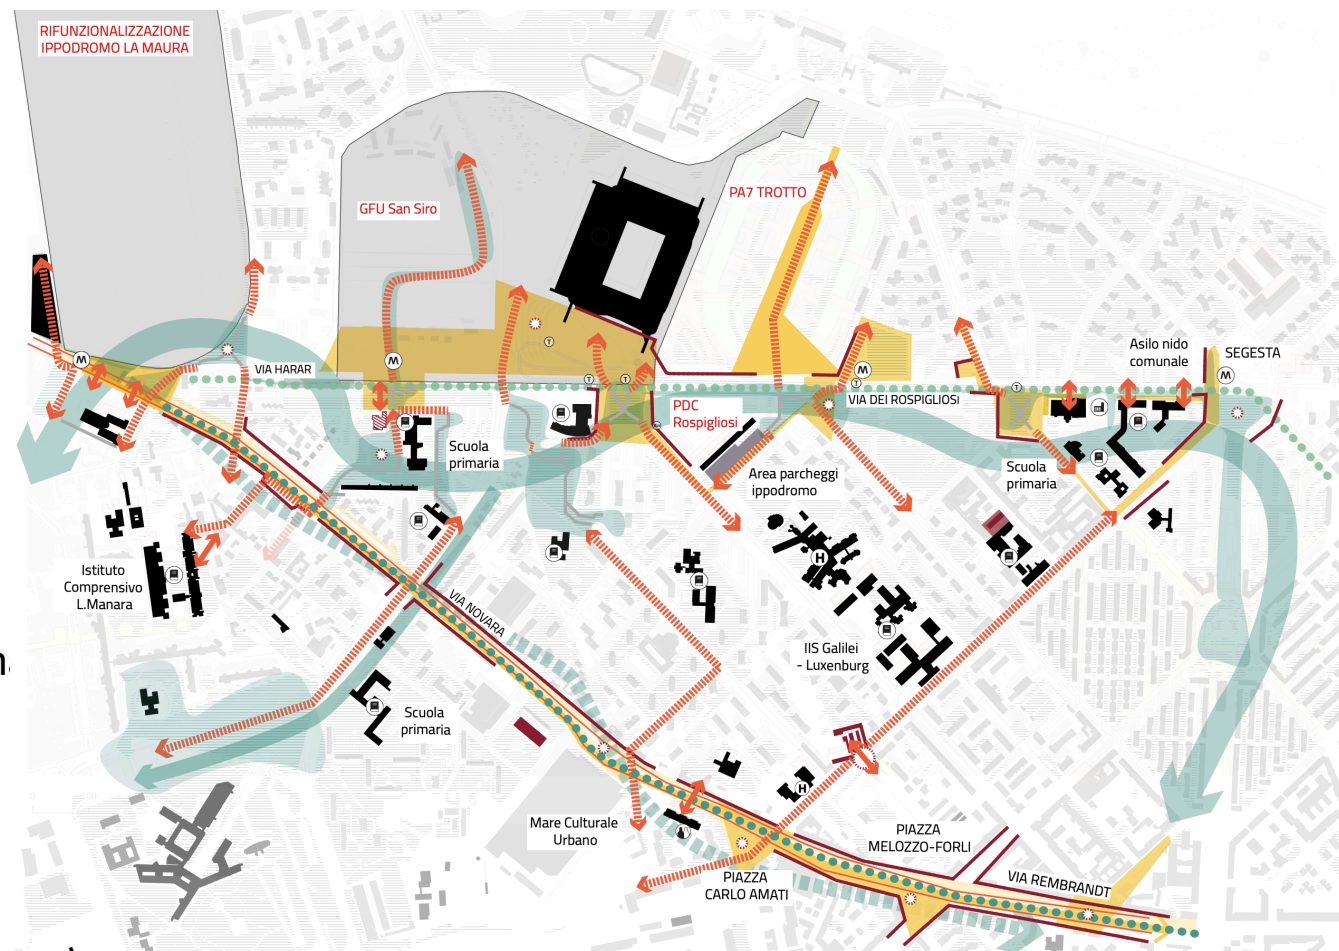 RIFUNZIONALIZZAZIONE
IPPODROMO LA MAURA
GFU San Siro
PA7 TROTTO
M
VIA HARAR
M
T
T
T
PDC
Rospigliosi
M
T
VIA DEI ROSPIGLIOSI
T
Asilo nido
comunale
SEGESTA
M
Scuola
primaria
Area parcheggi
ippodromo
Scuola
primaria
Istituto
Comprensivo
L.Manara
VIA NOVARA
H
IIS Galilei
- Luxenburg
Scuola
primaria
H
Mare Culturale
Urbano
PIAZZA
CARLO AMATI
PIAZZA
MELOZZO-FORLI
VIA REMBRANDT
0 100